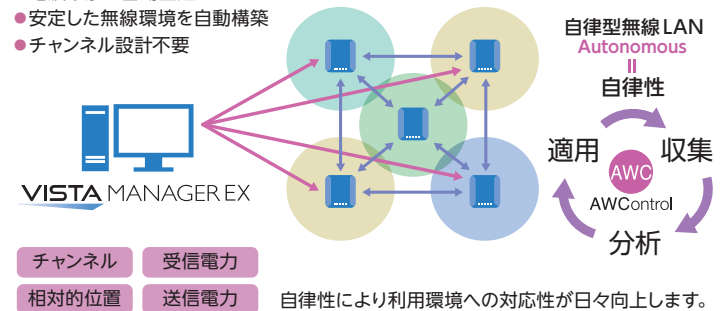 ●安定した無線環境を自動構築
●チャンネル設計不要
自律型無線LAN
Autonomous
＝
自律性
適用
収集
AWC
AWControl
分析
VISTA MANAGER EX
チャンネル
受信電力
相対的位置
送信電力
自律性により利用環境への対応性が日々向上します。